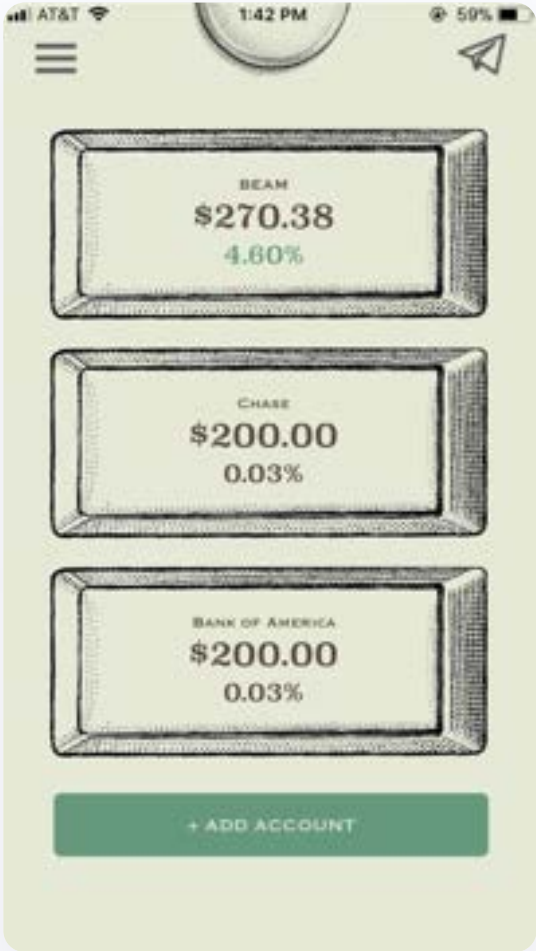 AT&T 1:42 PM 59%
BEAM
$270.38
4.60%
CHASE
$200.00
0.03%
BANK OF AMERICA
$200.00
0.03%
+ ADD ACCOUNT